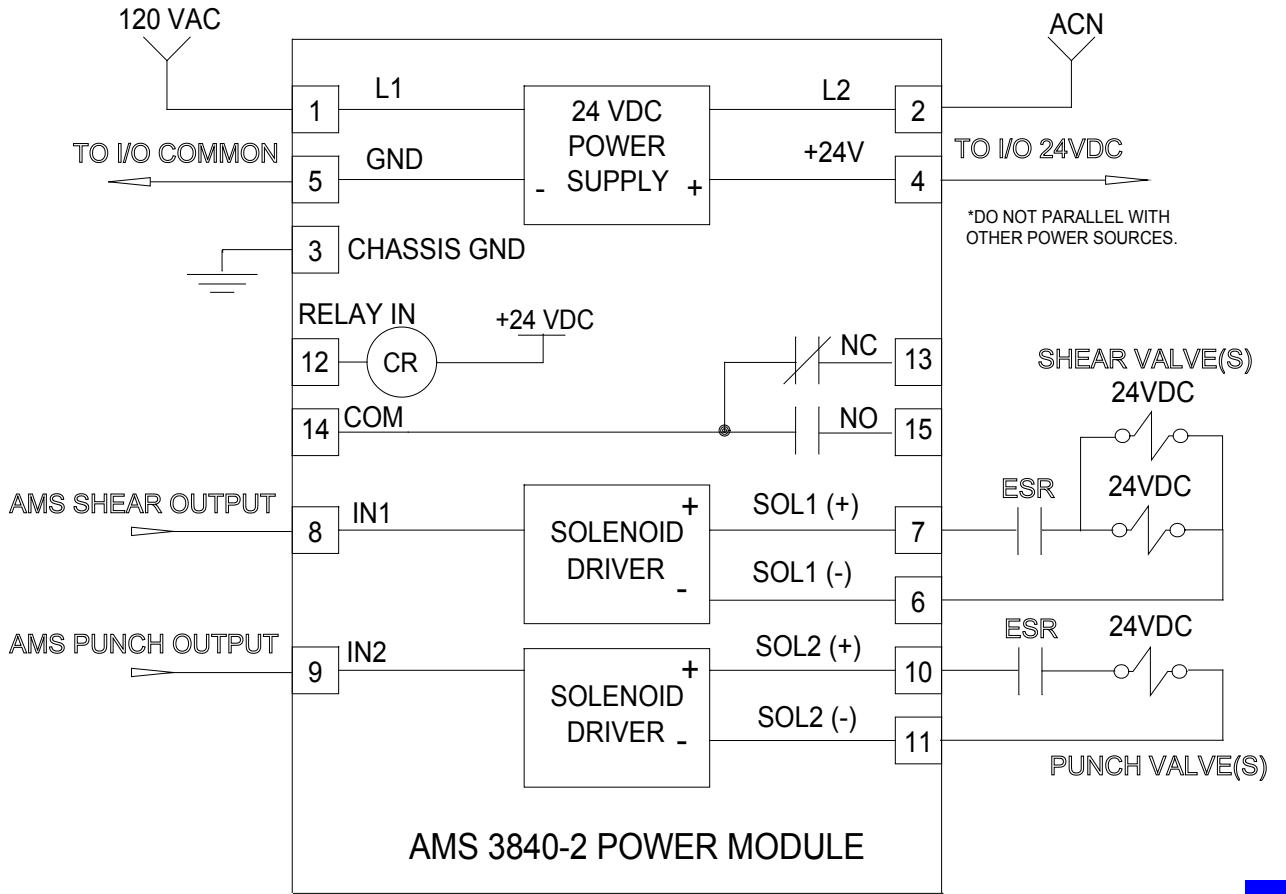 120 VAC
ACN
1
L1
24 VDC
POWER
SUPPLY
- +
L2
2
TO I/O COMMON
5
GND
+24V
4
TO I/O 24VDC
*DO NOT PARALLEL WITH
OTHER POWER SOURCES.
3
CHASSIS GND
RELAY IN
12
CR
+24 VDC
NC
13
14
COM
NO
15
SHEAR VALVE(S)
24VDC
24VDC
ESR
AMS SHEAR OUTPUT
8
IN1
SOLENOID
DRIVER
+
-
SOL1 (+)
7
SOL1 (-)
6
AMS PUNCH OUTPUT
9
IN2
SOLENOID
DRIVER
+
-
SOL2 (+)
10
SOL2 (-)
11
ESR
24VDC
PUNCH VALVE(S)
AMS 3840-2 POWER MODULE